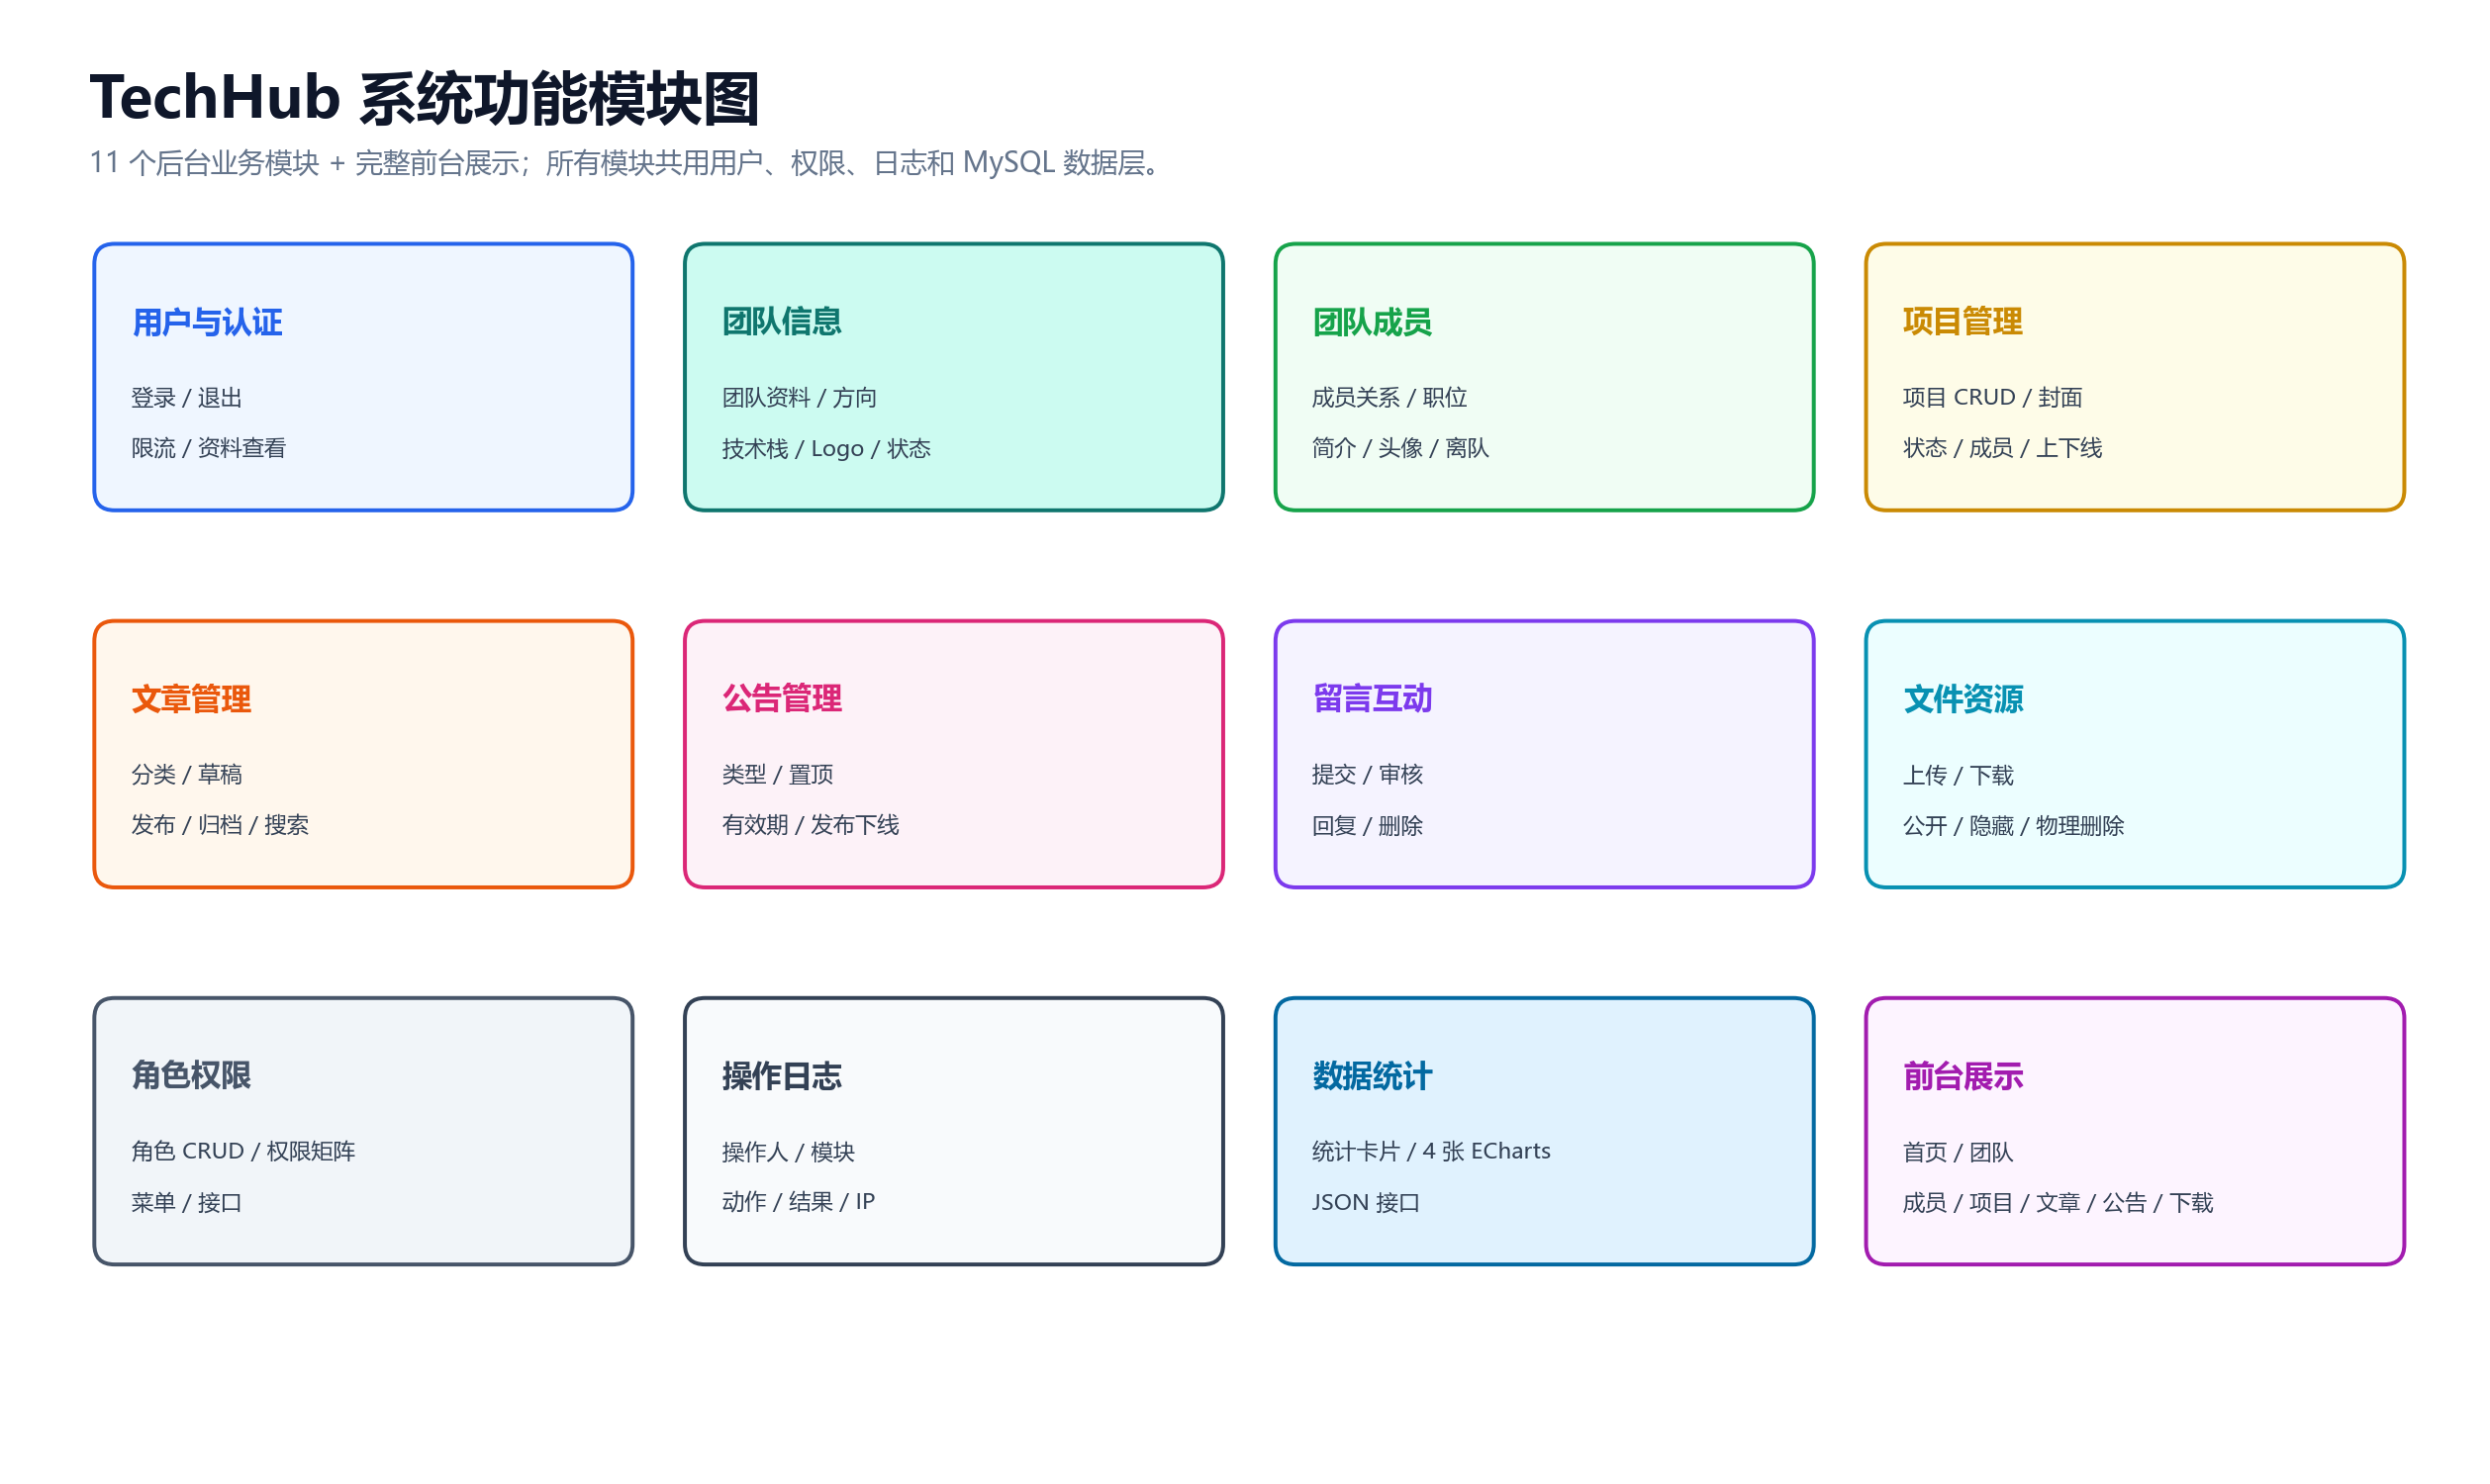 TechHub 系统功能模块图
11 个后台业务模块 + 完整前台展示；所有模块共用用户、权限、日志和 MySQL 数据层。
用户与认证
登录 / 退出
限流 / 资料查看
团队信息
团队资料 / 方向
技术栈 / Logo / 状态
团队成员
成员关系 / 职位
简介 / 头像 / 离队
项目管理
项目 CRUD / 封面
状态 / 成员 / 上下线
文章管理
分类 / 草稿
发布 / 归档 / 搜索
公告管理
类型 / 置顶
有效期 / 发布下线
留言互动
提交 / 审核
回复 / 删除
文件资源
上传 / 下载
公开 / 隐藏 / 物理删除
角色权限
角色 CRUD / 权限矩阵
菜单 / 接口
操作日志
操作人 / 模块
动作 / 结果 / IP
数据统计
统计卡片 / 4 张 ECharts
JSON 接口
前台展示
首页 / 团队
成员 / 项目 / 文章 / 公告 / 下载